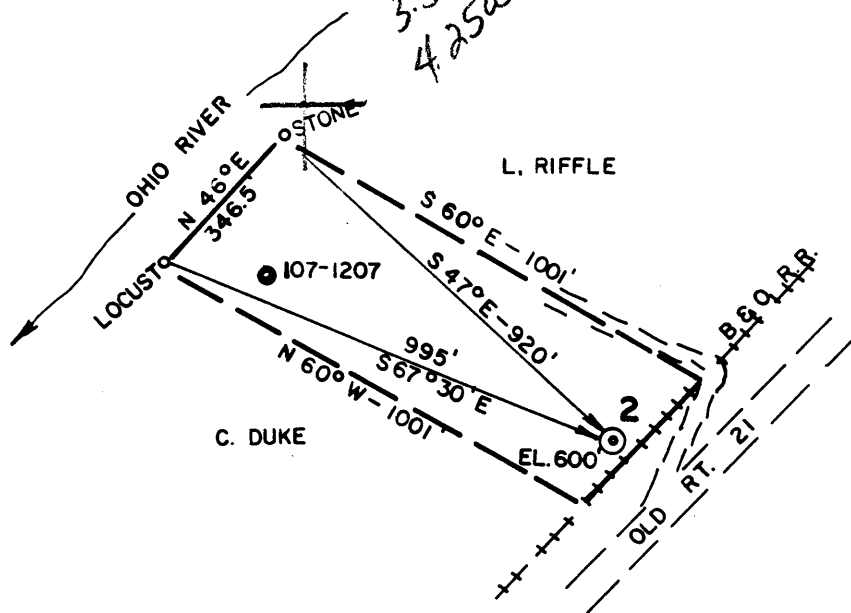 4.25a
OHIO RIVER
STONE
N 46° E
346.5'
L. RIFFLE
S 60° E - 1001'
S 47° E - 920'
LOCUST
107-1207
995'
S 67° 30' E
N 60° W - 1001'
C. DUKE
2
EL. 600'
B & O R.R.
OLD RT. 21